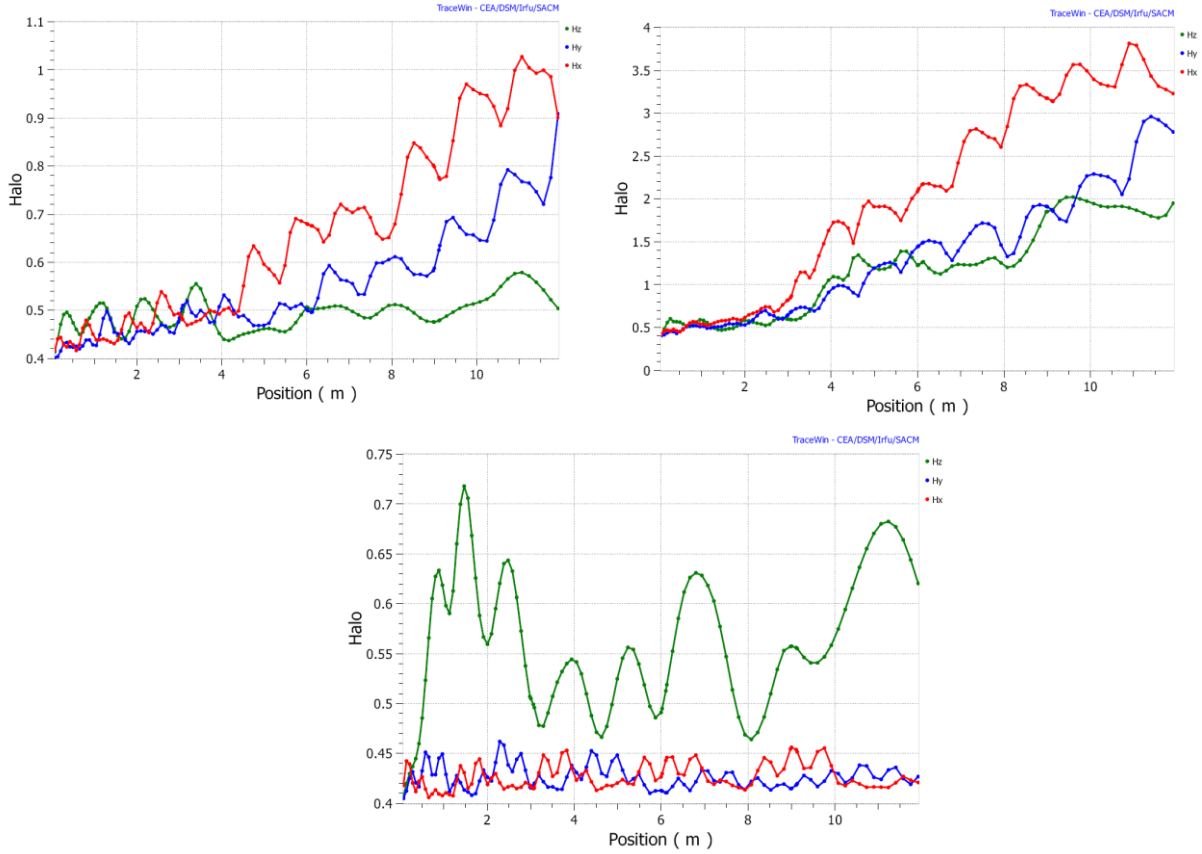 TraceWin - CEA/DSM/Irfu/SACM
Hz
Hy
Hx
1.1
1
0.9
0.8
0.7
0.6
0.5
0.4
Halo
2
4
6
8
10
Position ( m )
TraceWin - CEA/DSM/Irfu/SACM
Hz
Hy
Hx
4
3.5
3
2.5
2
1.5
1
0.5
0
Halo
2
4
6
8
10
Position ( m )
TraceWin - CEA/DSM/Irfu/SACM
Hz
Hy
Hx
0.75
0.7
0.65
0.6
0.55
0.5
0.45
0.4
Halo
2
4
6
8
10
Position ( m )